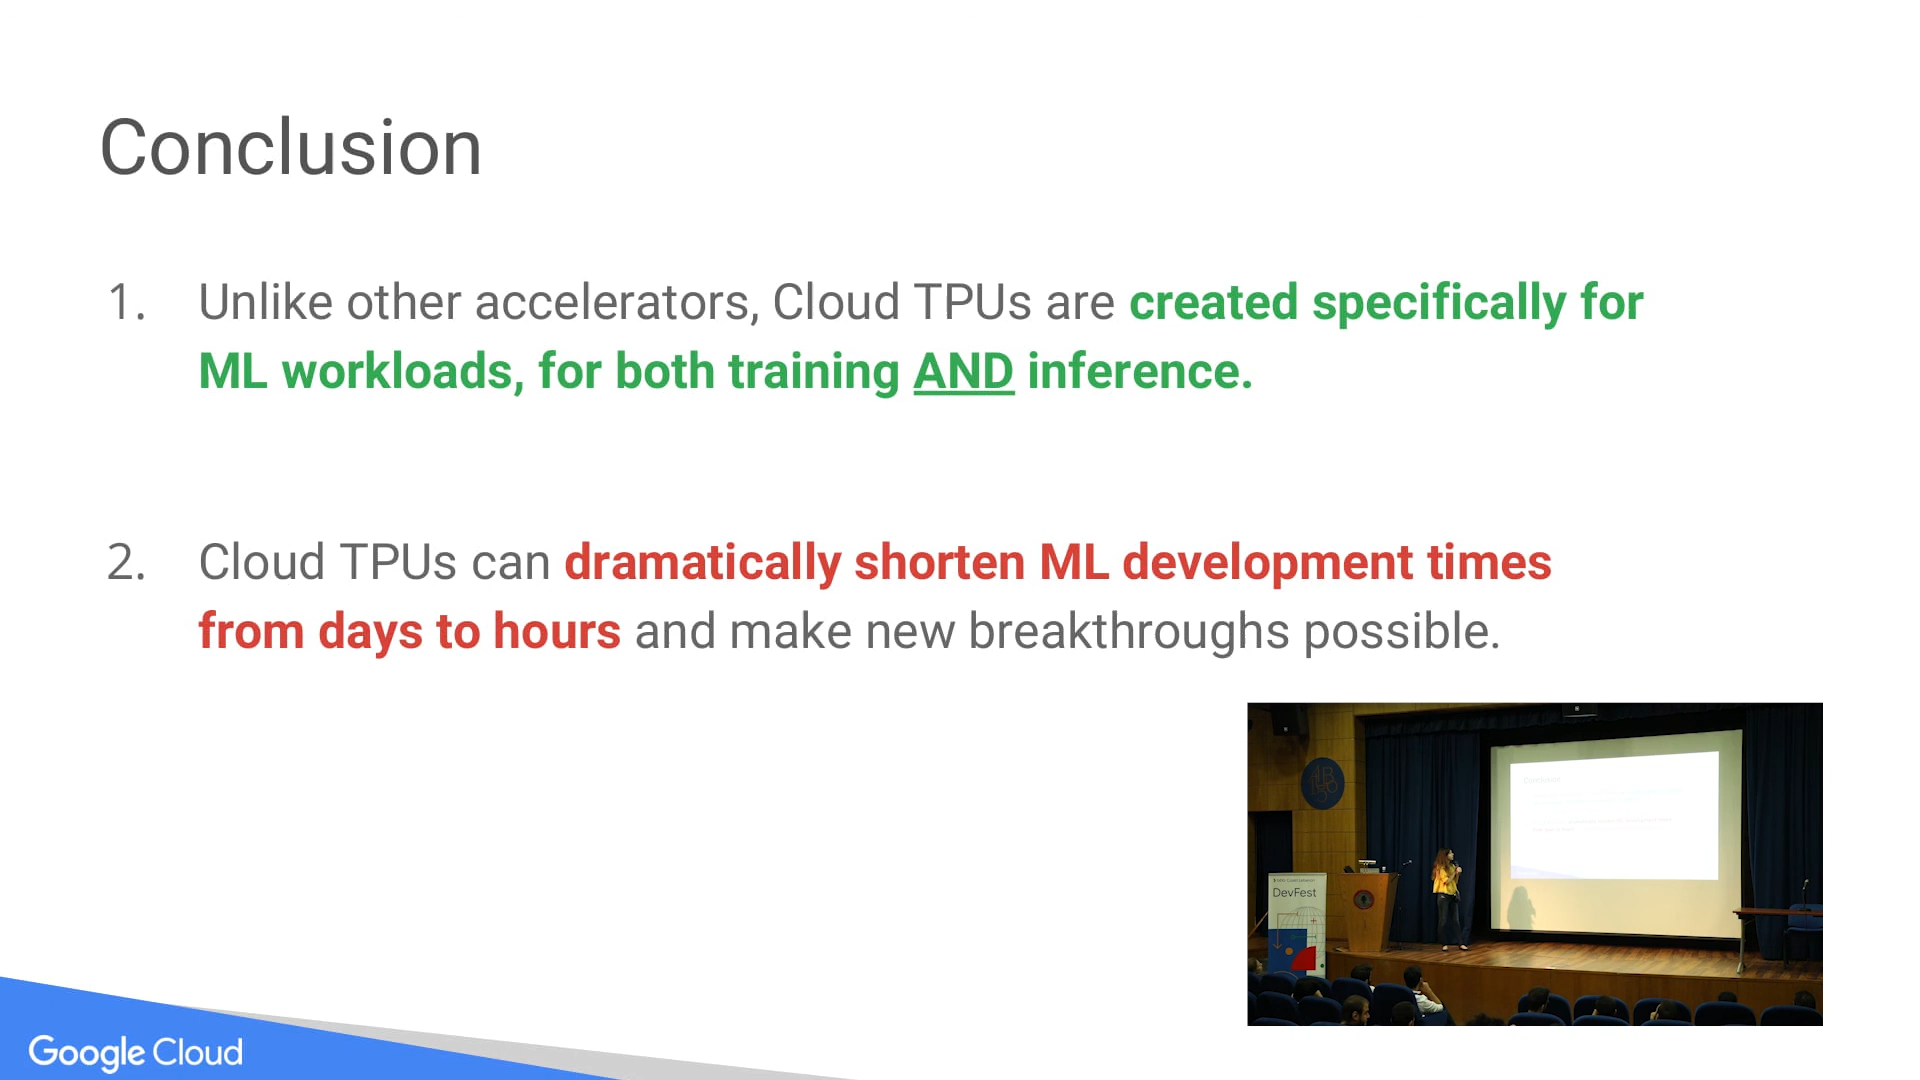 Conclusion
1. Unlike other accelerators, Cloud TPUs are created specifically for
ML workloads, for both training AND inference.
2. Cloud TPUs can dramatically shorten ML development times
from days to hours and make new breakthroughs possible.
Conclusion
DevFest
Google Cloud